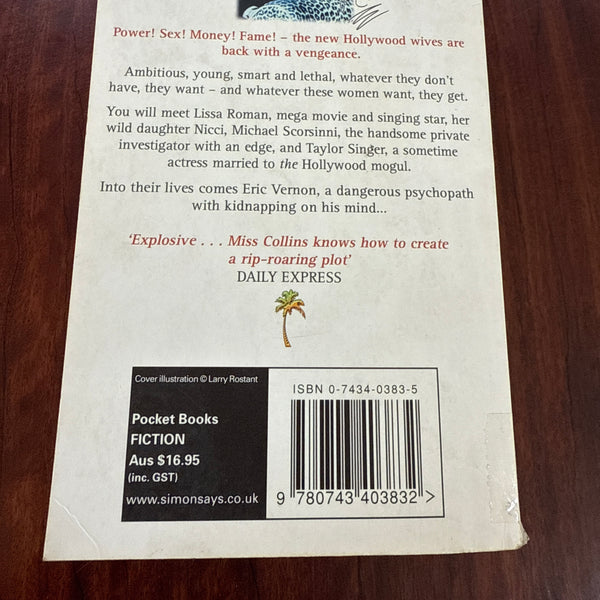 Power! Sex! Money! Fame! – the new Hollywood wives are
back with a vengeance.
Ambitious, young, smart and lethal, whatever they don't
have, they want – and whatever these women want, they get.
You will meet Lissa Roman, mega movie and singing star, her
wild daughter Nicci, Michael Scorsinni, the handsome private
investigator with an edge, and Taylor Singer, a sometime
actress married to the Hollywood mogul.
Into their lives comes Eric Vernon, a dangerous psychopath
with kidnapping on his mind...
'Explosive . . . Miss Collins knows how to create
a rip-roaring plot'
DAILY EXPRESS
Cover illustration © Larry Rostant
Pocket Books
FICTION
Aus $16.95
(inc. GST)
www.simonsays.co.uk
ISBN 0-7434-0383-5
9 780743 403832 >